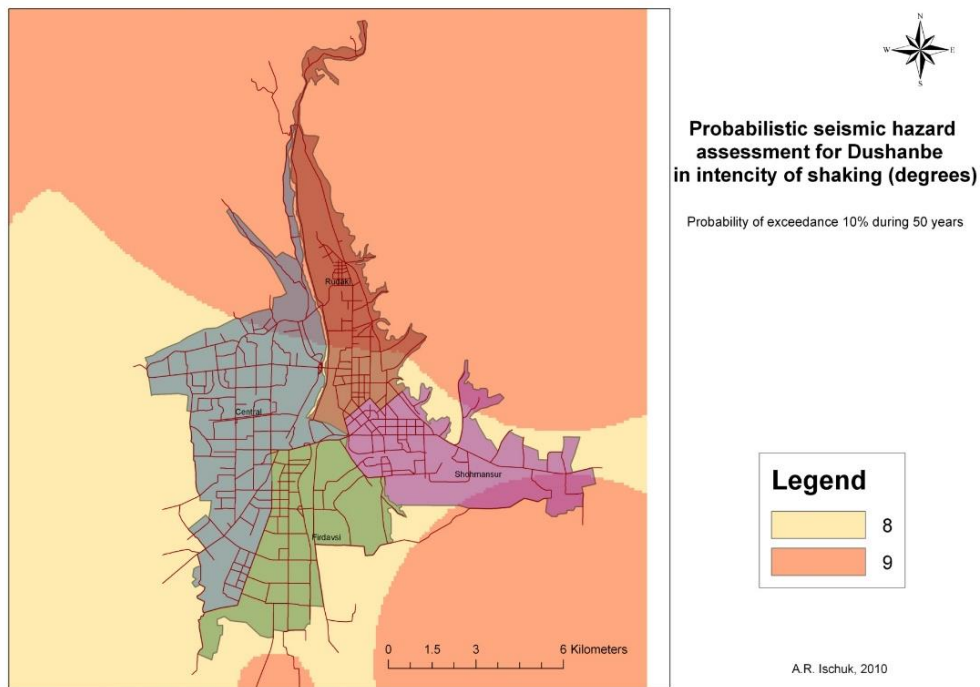 N
W E
S
Probabilistic seismic hazard
assessment for Dushanbe
in intencity of shaking (degrees)
Probability of exceedance 10% during 50 years
Rudaki
Central
Shohmansur
Firdavsi
Legend
8
9
0 1.5 3 6 Kilometers
A.R. Ischuk, 2010